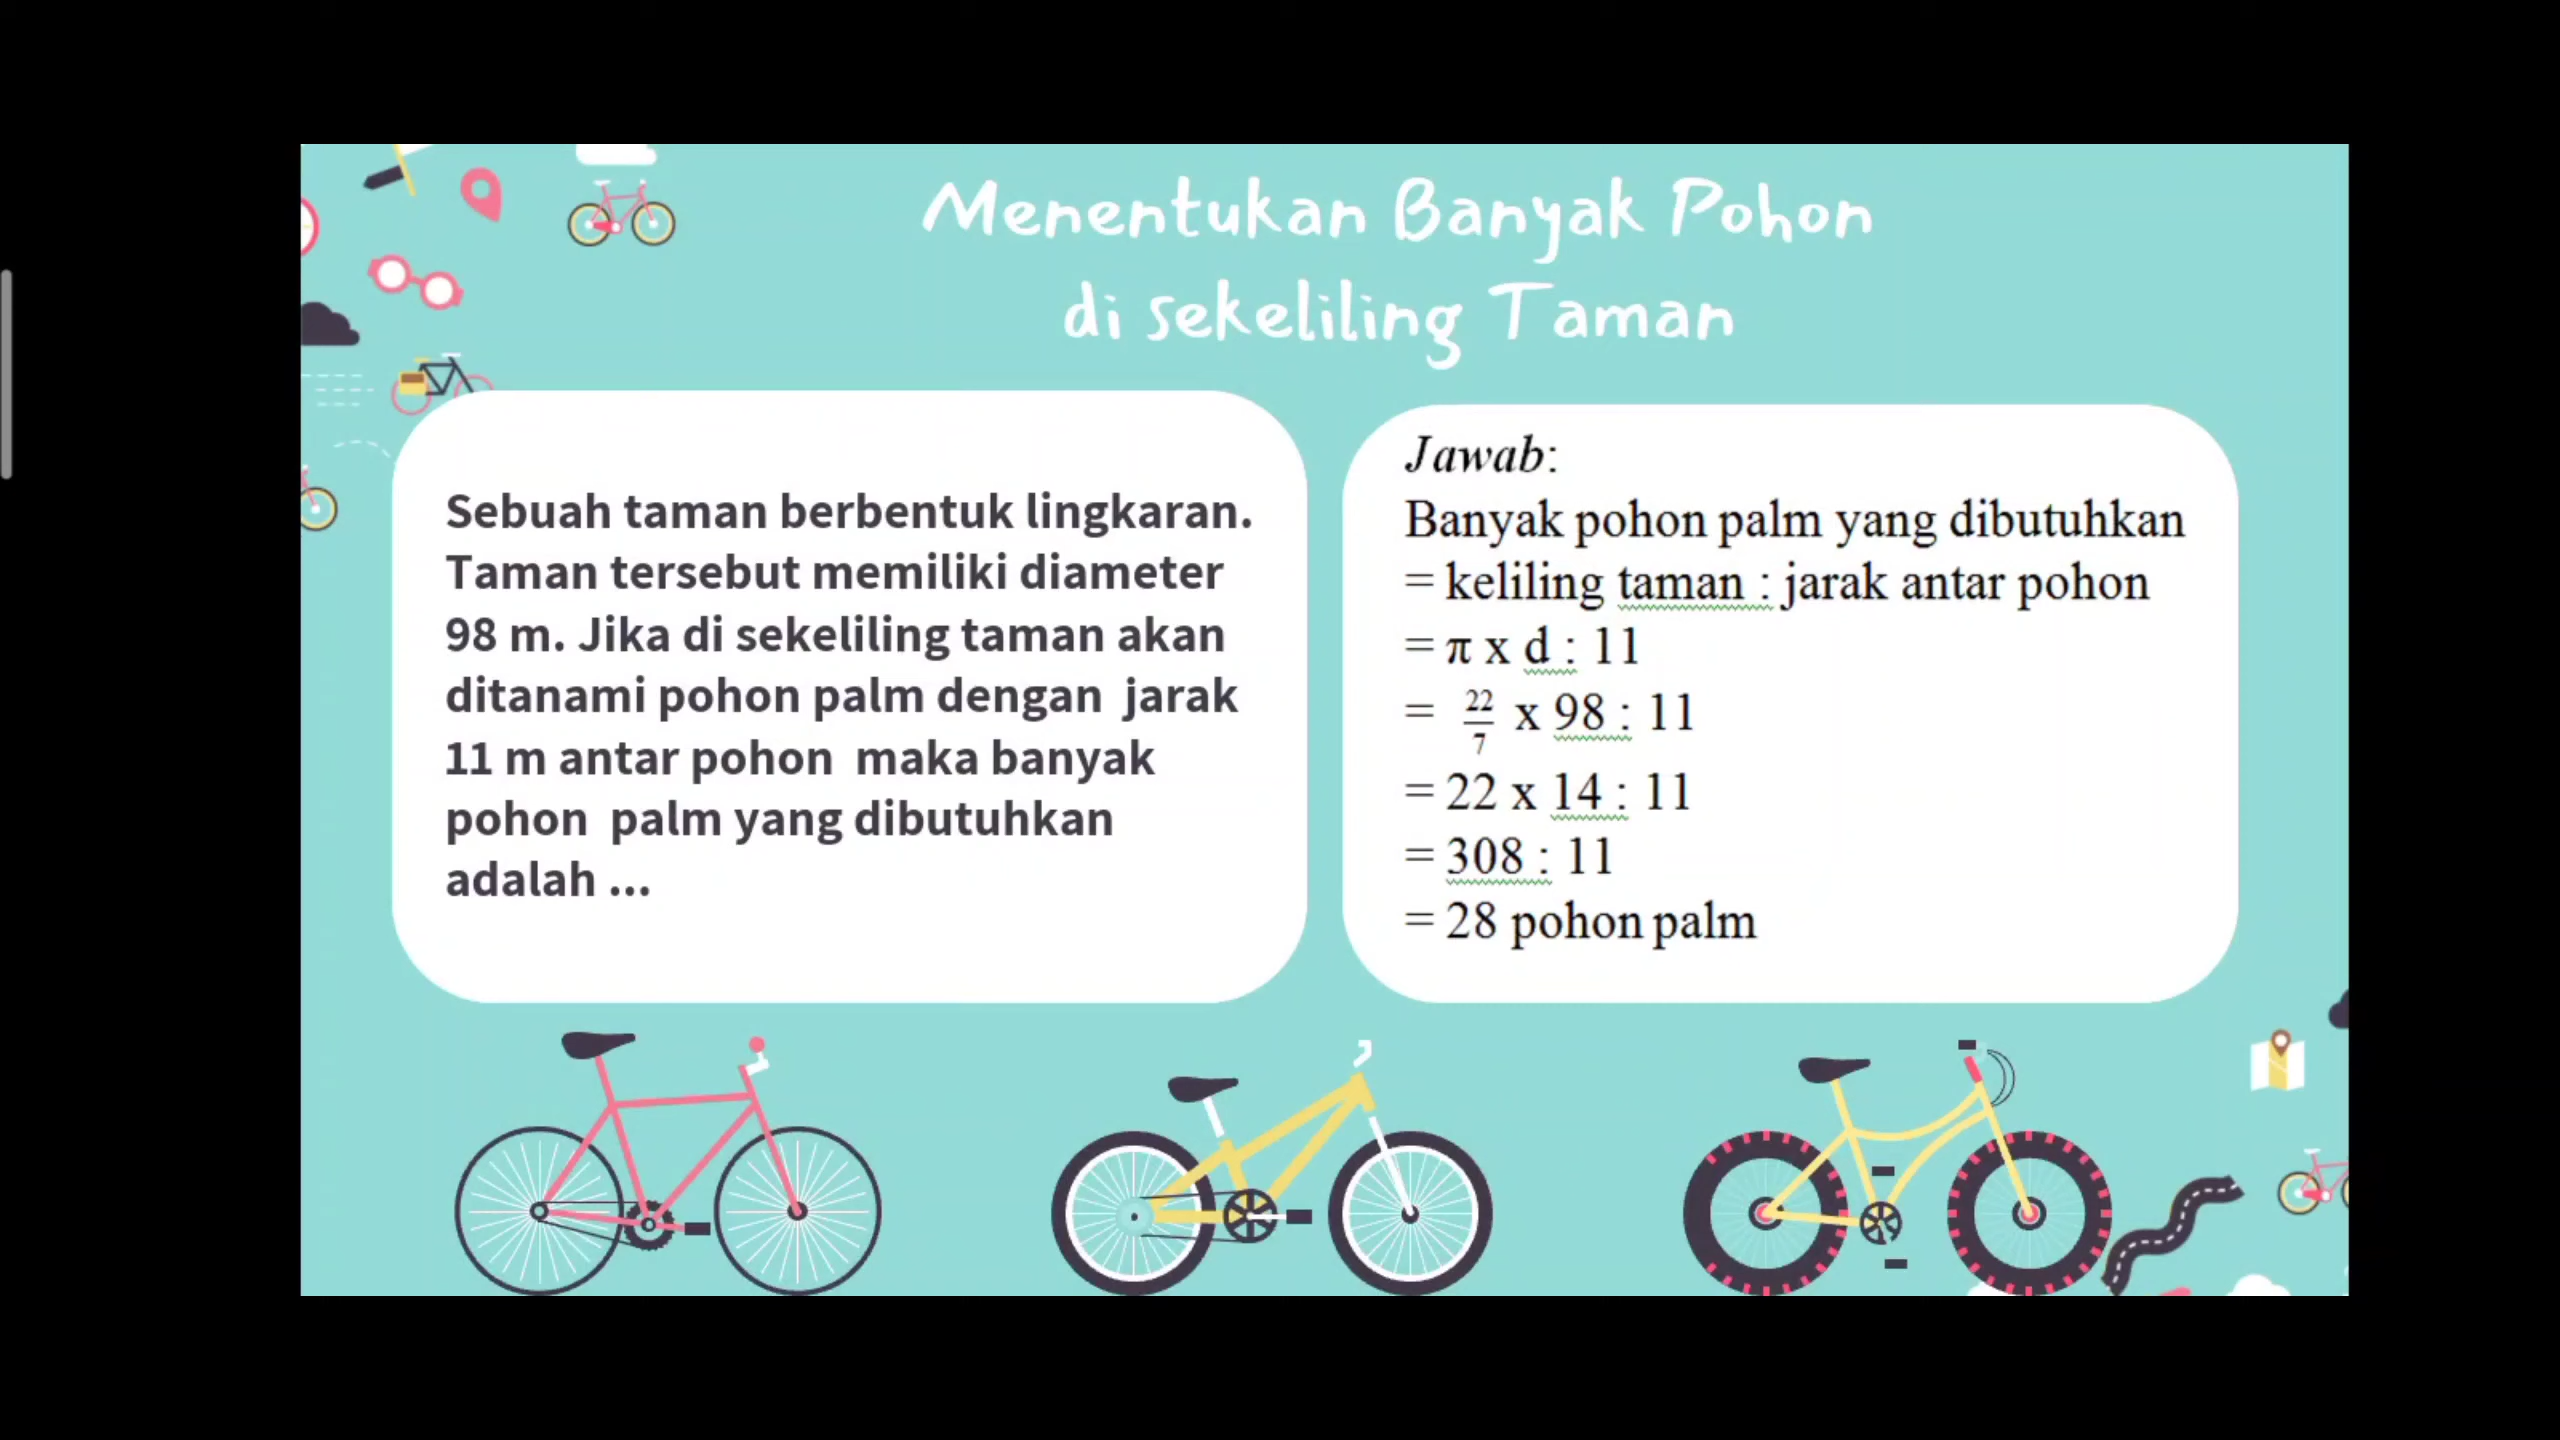 Menentukan Banyak Pohon
di sekeliling Taman
Sebuah taman berbentuk lingkaran.
Taman tersebut memiliki diameter
98 m. Jika di sekeliling taman akan
ditanami pohon palm dengan  jarak
11 m antar pohon  maka banyak
pohon  palm yang dibutuhkan
adalah ...
Jawab:
Banyak pohon palm yang dibutuhkan
= keliling taman : jarak antar pohon
= π x d : 11
= 22/7 x 98 : 11
= 22 x 14 : 11
= 308 : 11
= 28 pohon palm